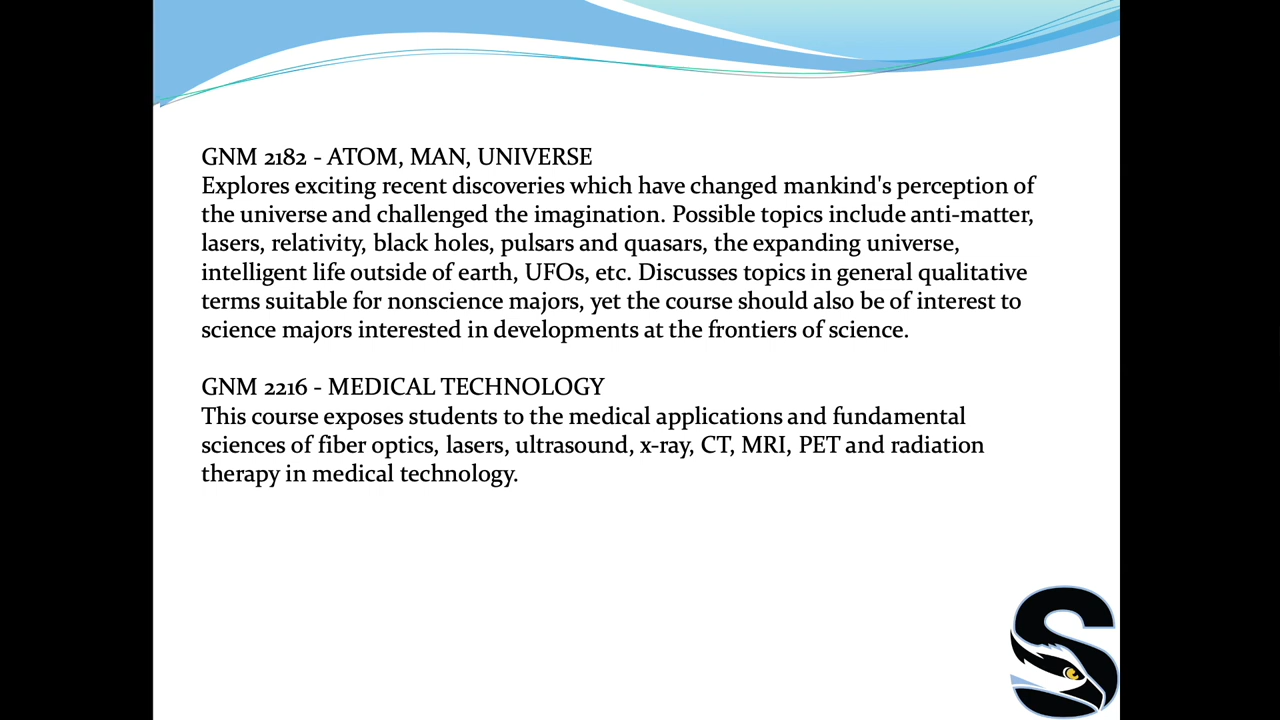 GNM 2182 - ATOM, MAN, UNIVERSE
Explores exciting recent discoveries which have changed mankind's perception of
the universe and challenged the imagination. Possible topics include anti-matter,
lasers, relativity, black holes, pulsars and quasars, the expanding universe,
intelligent life outside of earth, UFOs, etc. Discusses topics in general qualitative
terms suitable for nonscience majors, yet the course should also be of interest to
science majors interested in developments at the frontiers of science.
GNM 2216 - MEDICAL TECHNOLOGY
This course exposes students to the medical applications and fundamental
sciences of fiber optics, lasers, ultrasound, x-ray, CT, MRI, PET and radiation
therapy in medical technology.
S